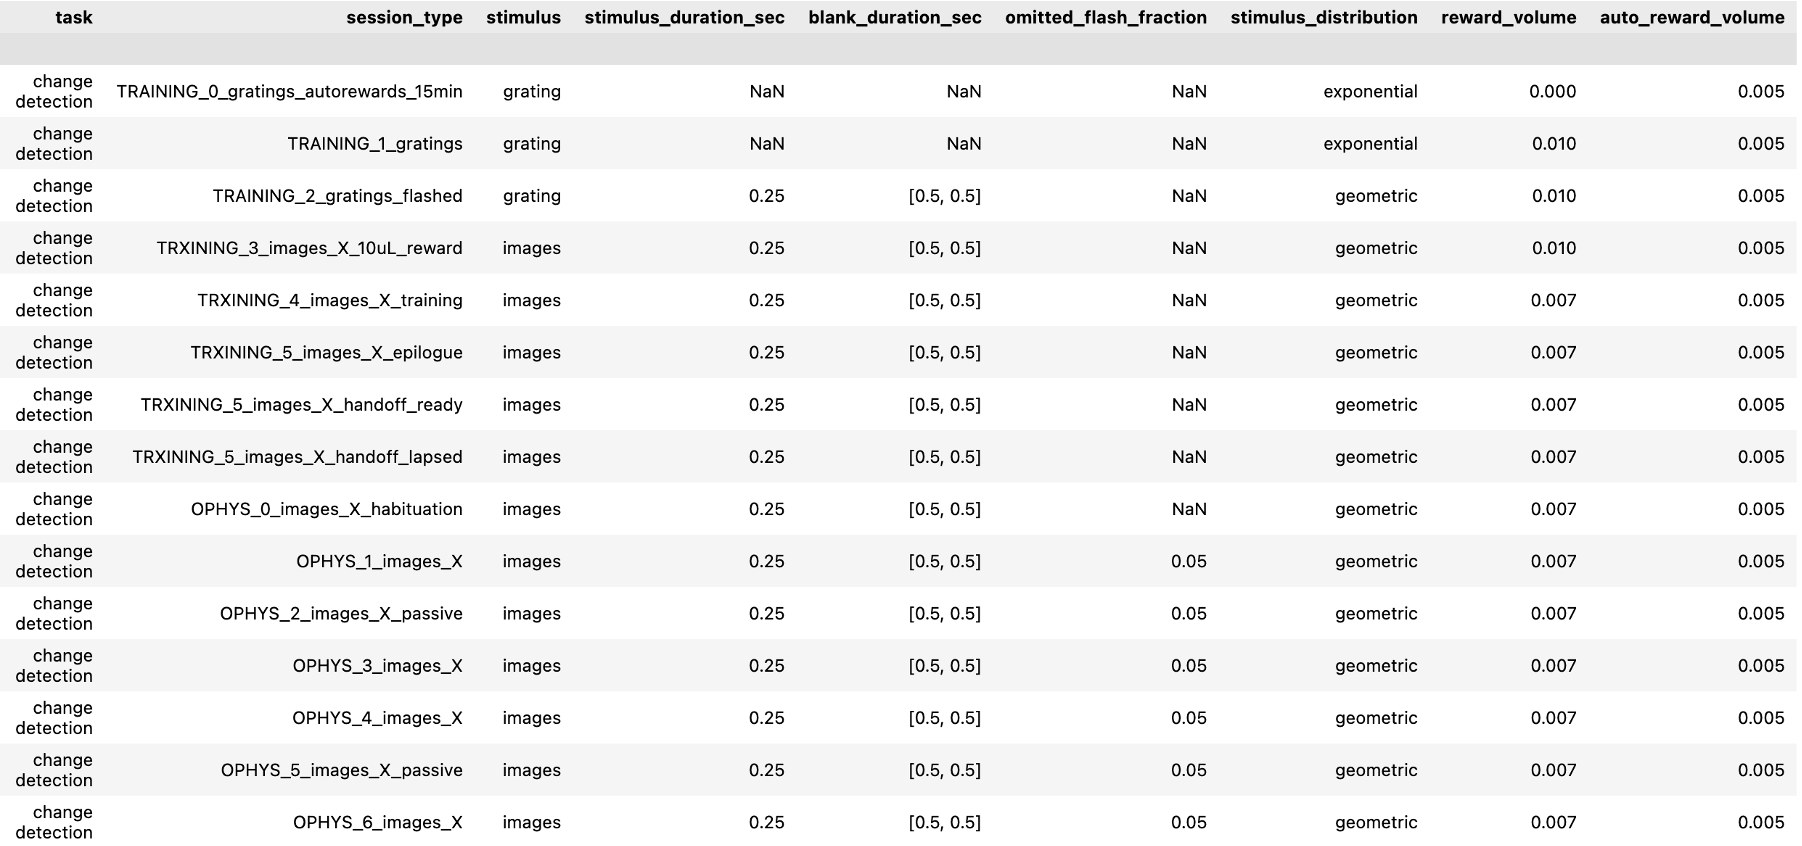 task session_type stimulus stimulus_duration_sec blank_duration_sec omitted_flash_fraction stimulus_distribution reward_volume auto_reward_volume
change detection TRAINING_0_gratings_autorewards_15min grating NaN NaN NaN exponential 0.000 0.005
change detection TRAINING_1_gratings grating NaN NaN NaN exponential 0.010 0.005
change detection TRAINING_2_gratings_flashed grating 0.25 [0.5, 0.5] NaN geometric 0.010 0.005
change detection TRXINING_3_images_X_10uL_reward images 0.25 [0.5, 0.5] NaN geometric 0.010 0.005
change detection TRXINING_4_images_X_training images 0.25 [0.5, 0.5] NaN geometric 0.007 0.005
change detection TRXINING_5_images_X_epilogue images 0.25 [0.5, 0.5] NaN geometric 0.007 0.005
change detection TRXINING_5_images_X_handoff_ready images 0.25 [0.5, 0.5] NaN geometric 0.007 0.005
change detection TRXINING_5_images_X_handoff_lapsed images 0.25 [0.5, 0.5] NaN geometric 0.007 0.005
change detection OPHYS_0_images_X_habituation images 0.25 [0.5, 0.5] NaN geometric 0.007 0.005
change detection OPHYS_1_images_X images 0.25 [0.5, 0.5] 0.05 geometric 0.007 0.005
change detection OPHYS_2_images_X_passive images 0.25 [0.5, 0.5] 0.05 geometric 0.007 0.005
change detection OPHYS_3_images_X images 0.25 [0.5, 0.5] 0.05 geometric 0.007 0.005
change detection OPHYS_4_images_X images 0.25 [0.5, 0.5] 0.05 geometric 0.007 0.005
change detection OPHYS_5_images_X_passive images 0.25 [0.5, 0.5] 0.05 geometric 0.007 0.005
change detection OPHYS_6_images_X images 0.25 [0.5, 0.5] 0.05 geometric 0.007 0.005